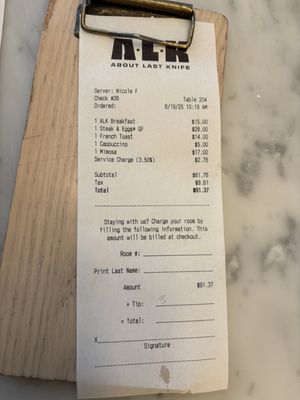 A.L.K
ABOUT LAST KNIFE
Server: Nicole F
Check #26 Table 204
Ordered: 8/19/25 10:19 AM
1 ALK Breakfast $15.00
1 Steak & Eggs* GF $28.00
1 French Toast $14.00
1 Cappuccino $5.00
1 Mimosa $17.00
Service Charge (3.50%) $2.76
Subtotal $81.76
Tax $9.61
Total $91.37
Staying with us? Charge your room by
filling the following information. This
amount will be billed at checkout.
Room #:
Print Last Name:
Amount $91.37
+ Tip:
= Total:
X
Signature